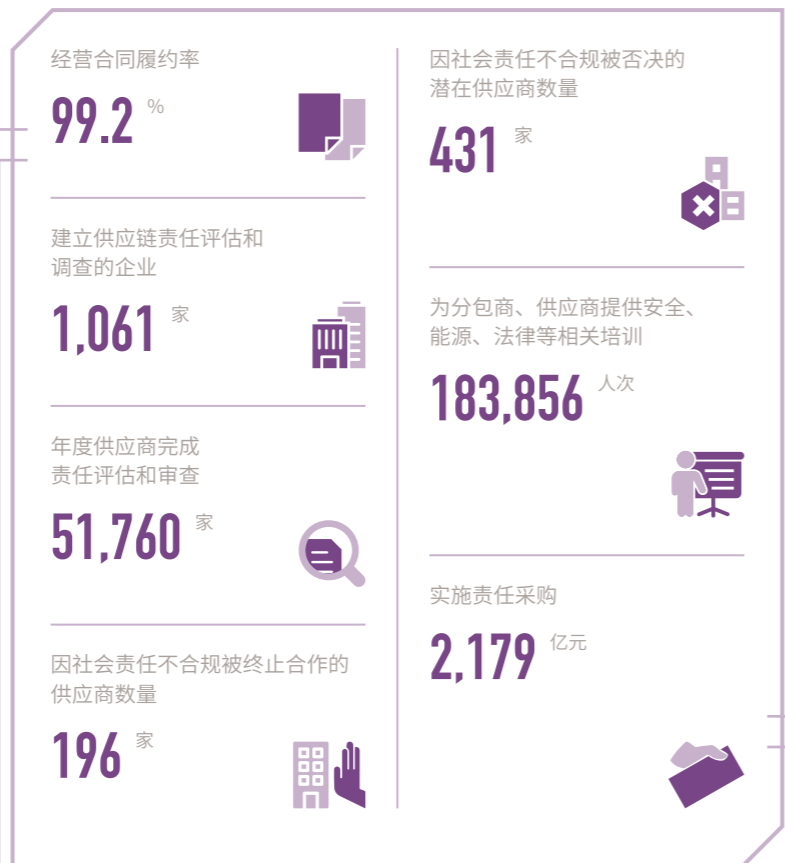 经营合同履约率
99.2 %
建立供应链责任评估和
调查的企业
1,061 家
年度供应商完成
责任评估和审查
51,760 家
因社会责任不合规被终止合作的
供应商数量
196 家
因社会责任不合规被否决的
潜在供应商数量
431 家
为分包商、供应商提供安全、
能源、法律等相关培训
183,856 人次
实施责任采购
2,179 亿元